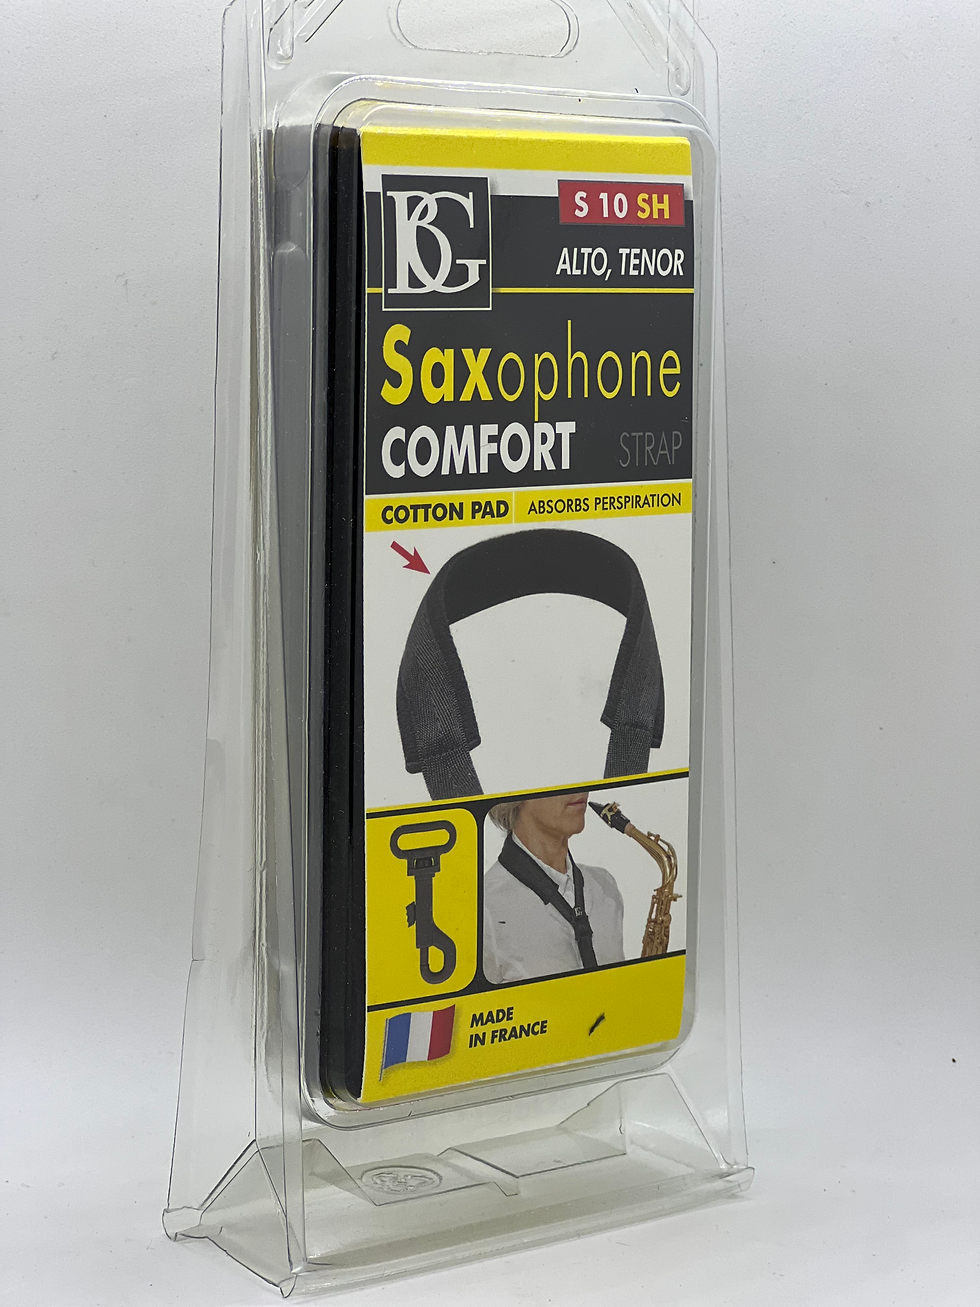 BG
S 10 SH
ALTO, TENOR
Saxophone
COMFORT STRAP
COTTON PAD ABSORBS PERSPIRATION
MADE
IN FRANCE